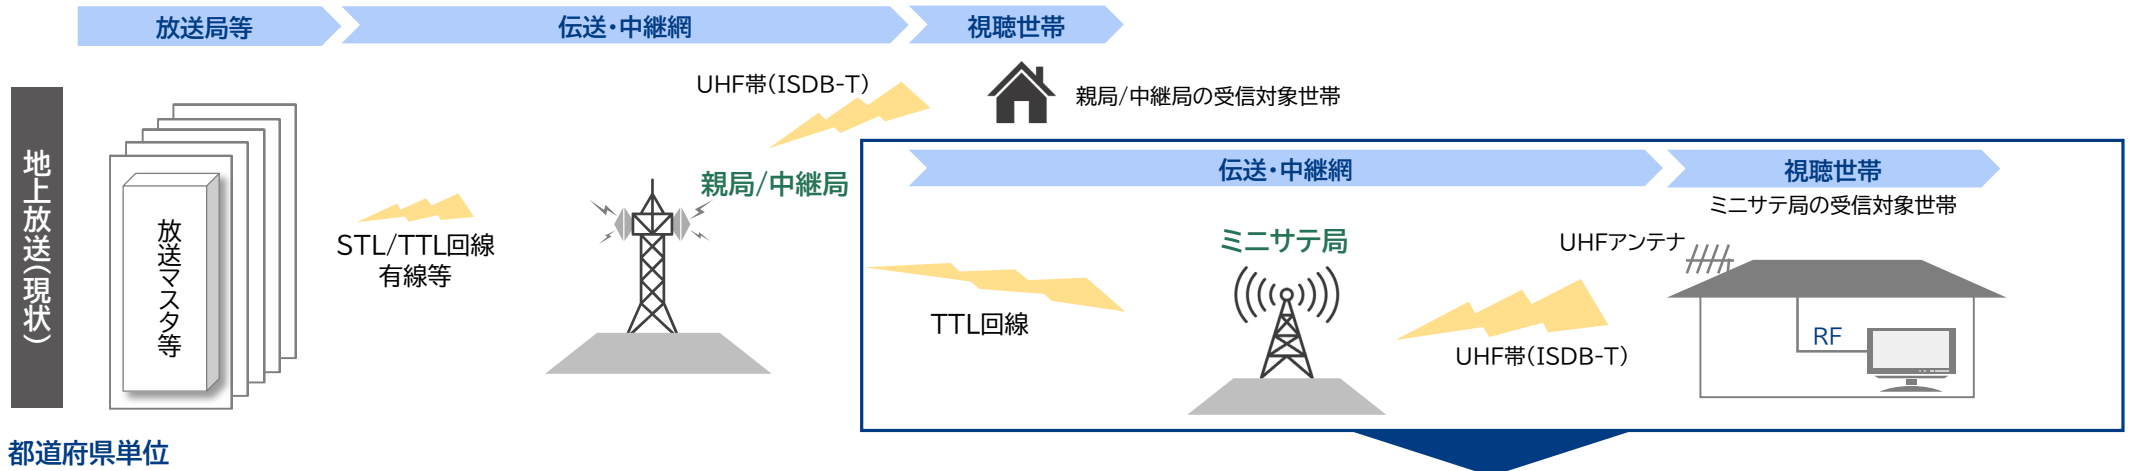 放送局等
伝送・中継網
視聴世帯
UHF帯(ISDB-T)
親局/中継局の受信対象世帯
地上放送(現状)
放送マスタ等
STL/TTL回線
有線等
親局/中継局
伝送・中継網
視聴世帯
ミニサテ局の受信対象世帯
TTL回線
ミニサテ局
UHF帯(ISDB-T)
UHFアンテナ
RF
都道府県単位